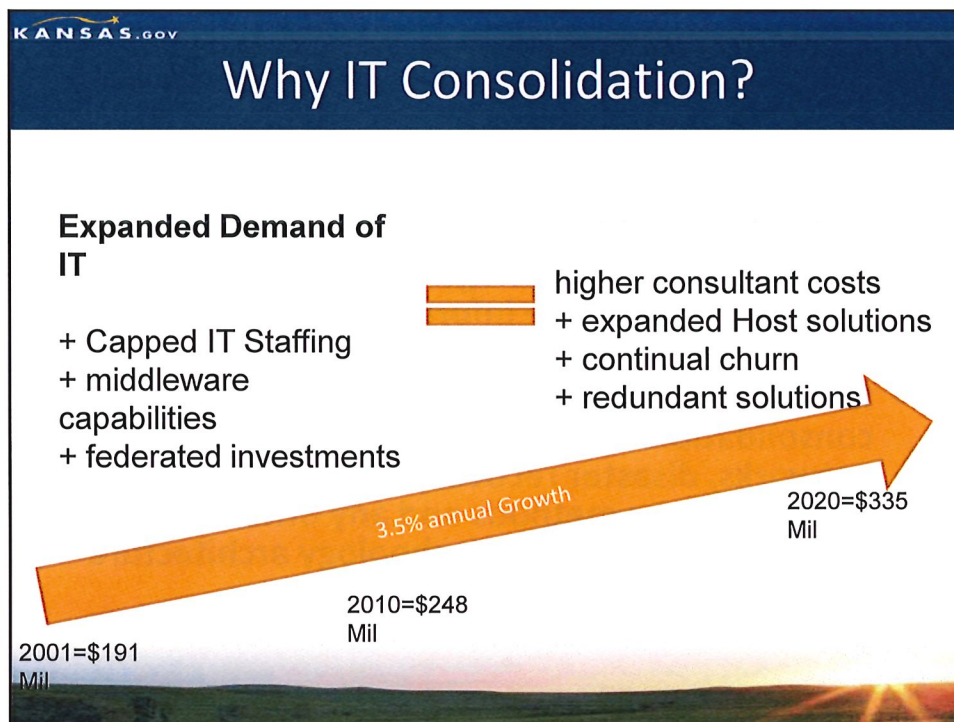 KANSAS.GOV
Why IT Consolidation?
Expanded Demand of
IT
+ Capped IT Staffing
+ middleware
capabilities
+ federated investments
higher consultant costs
+ expanded Host solutions
+ continual churn
+ redundant solutions
3.5% annual Growth
2020=$335
Mil
2010=$248
Mil
2001=$191
Mil